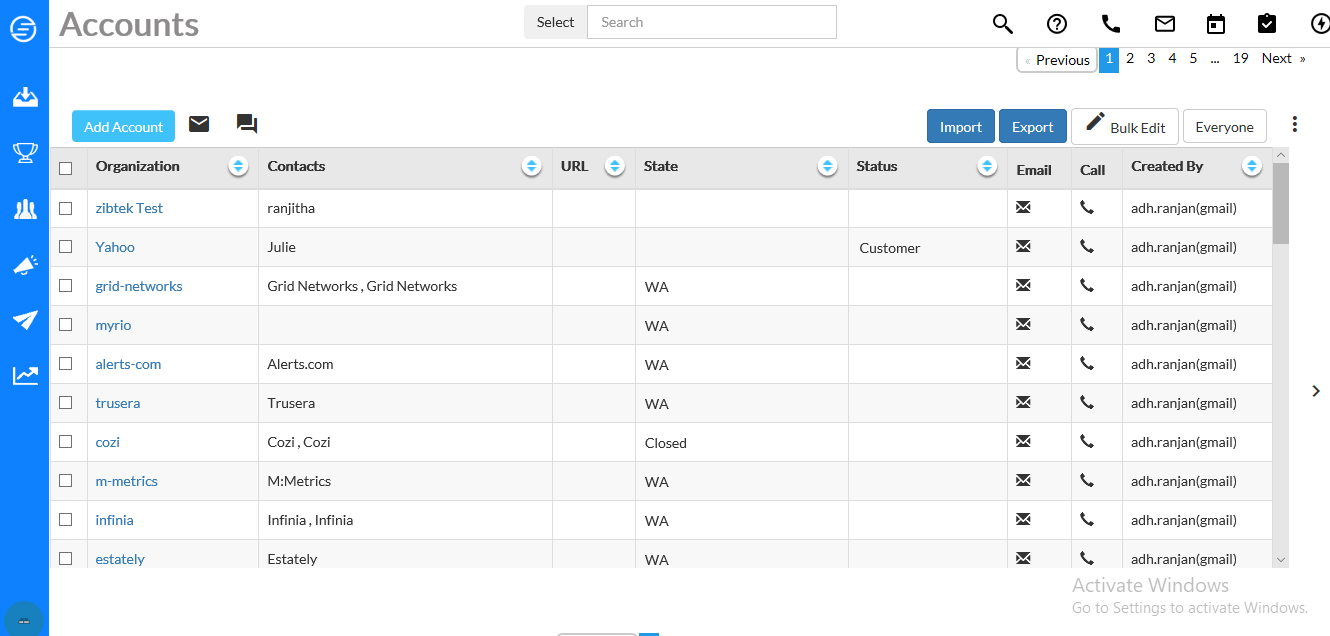 Accounts
Select Search
« Previous 1 2 3 4 5 ... 19 Next »
Add Account Import Export Bulk Edit Everyone
Organization Contacts URL State Status Email Call Created By
zibtek Test ranjitha adh.ranjan(gmail)
Yahoo Julie Customer adh.ranjan(gmail)
grid-networks Grid Networks , Grid Networks WA adh.ranjan(gmail)
myrio WA adh.ranjan(gmail)
alerts-com Alerts.com WA adh.ranjan(gmail)
trusera Trusera WA adh.ranjan(gmail)
cozi Cozi , Cozi Closed adh.ranjan(gmail)
m-metrics M:Metrics WA adh.ranjan(gmail)
infinia Infinia , Infinia WA adh.ranjan(gmail)
estately Estately WA adh.ranjan(gmail)
Activate Windows
Go to Settings to activate Windows.